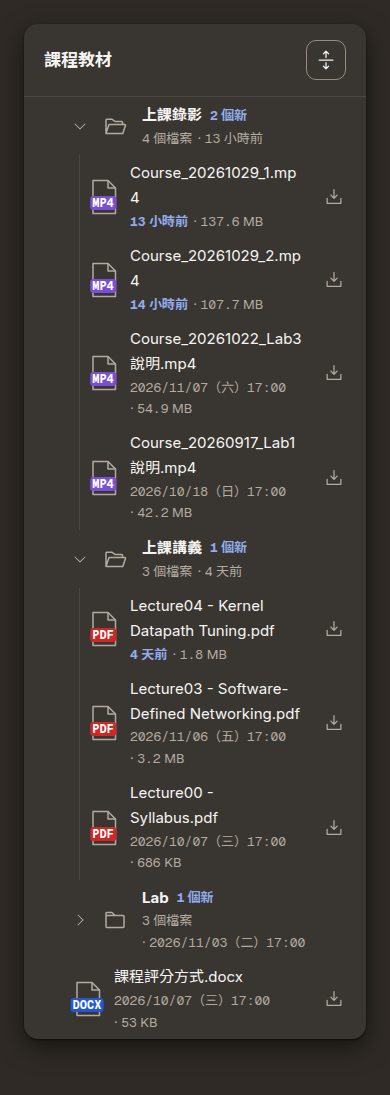 課程教材
上課錄影 2 個新
4 個檔案 · 13 小時前
Course_20261029_1.mp
4
MP4
13 小時前 · 137.6 MB
Course_20261029_2.mp
4
MP4
14 小時前 · 107.7 MB
Course_20261022_Lab3
說明.mp4
MP4
2026/11/07（六）17:00
· 54.9 MB
Course_20260917_Lab1
說明.mp4
MP4
2026/10/18（日）17:00
· 42.2 MB
上課講義 1 個新
3 個檔案 · 4 天前
Lecture04 - Kernel
Datapath Tuning.pdf
PDF
4 天前 · 1.8 MB
Lecture03 - Software-
Defined Networking.pdf
PDF
2026/11/06（五）17:00
· 3.2 MB
Lecture00 -
Syllabus.pdf
PDF
2026/10/07（三）17:00
· 686 KB
Lab 1 個新
3 個檔案
· 2026/11/03（二）17:00
課程評分方式.docx
DOCX
2026/10/07（三）17:00
· 53 KB